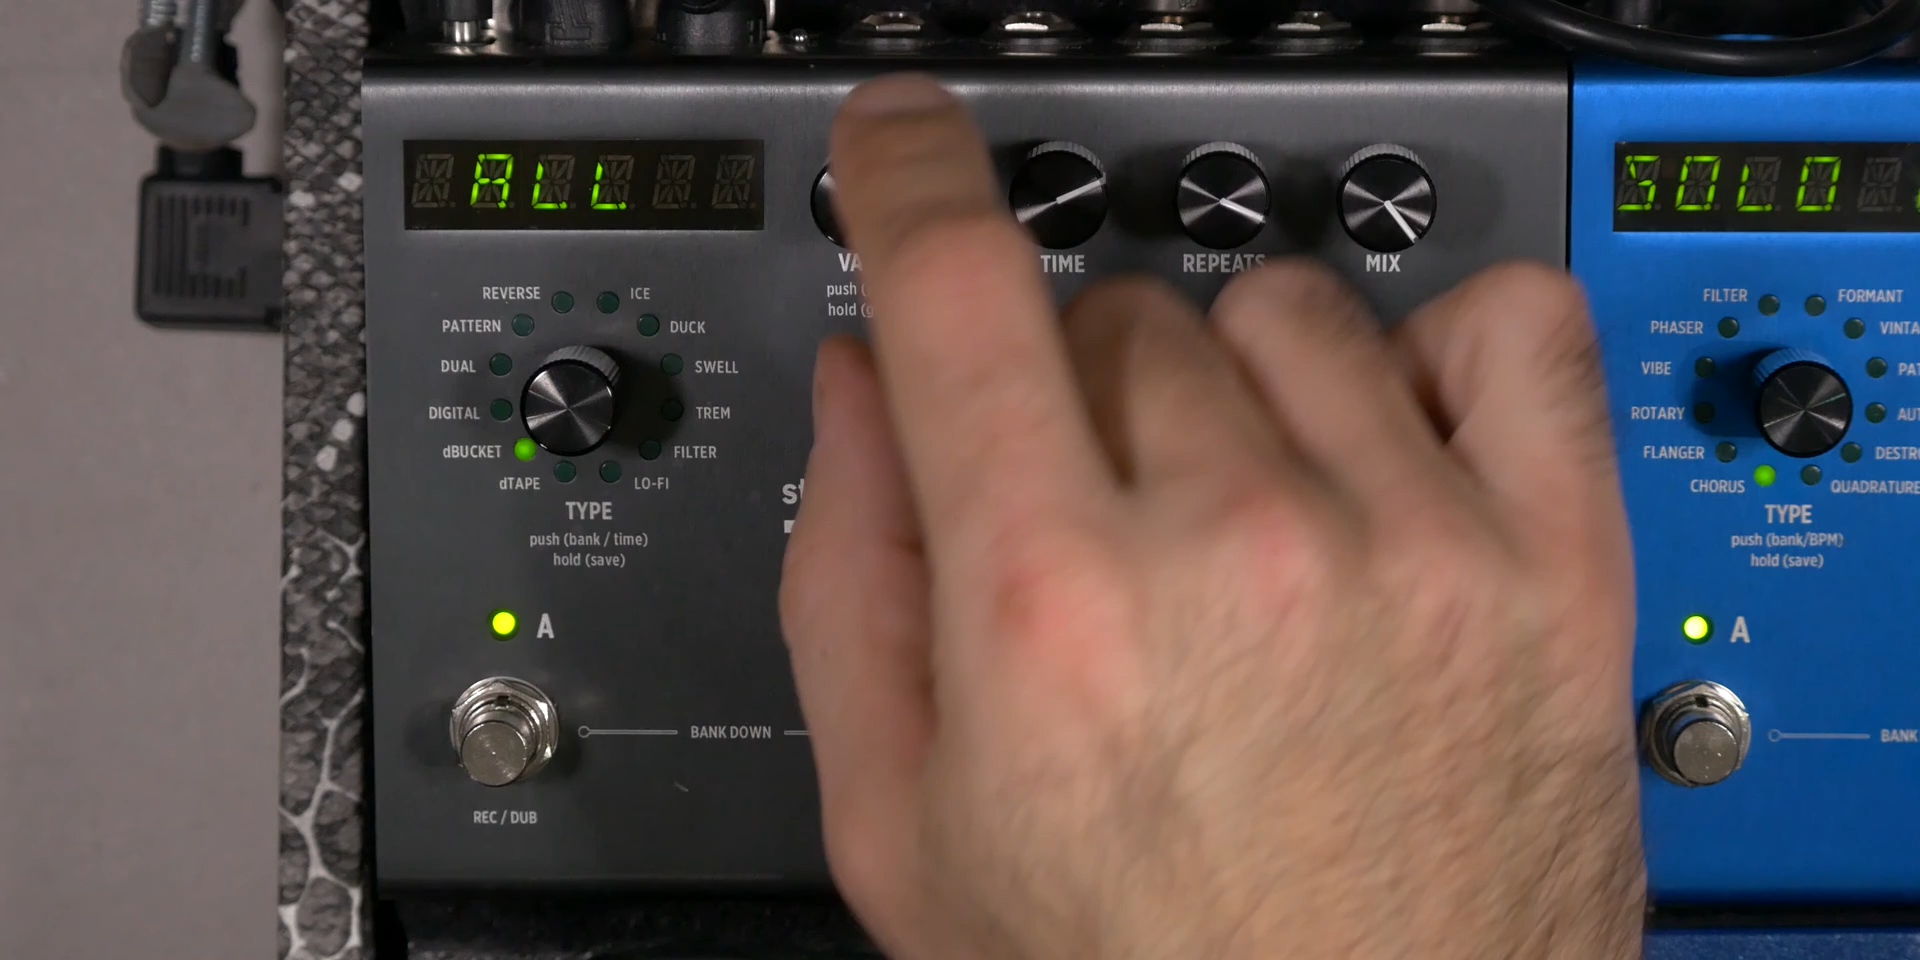 ALL
TIME
REPEATS
MIX
push
hold
REVERSE
ICE
PATTERN
DUCK
DUAL
SWELL
DIGITAL
TREM
dBUCKET
FILTER
dTAPE
LO-FI
TYPE
push (bank / time)
hold (save)
A
BANK DOWN
REC / DUB
SOLO
FILTER
FORMANT
PHASER
VIBE
ROTARY
FLANGER
CHORUS
QUADRATURE
TYPE
push (bank/BPM)
hold (save)
A
BANK